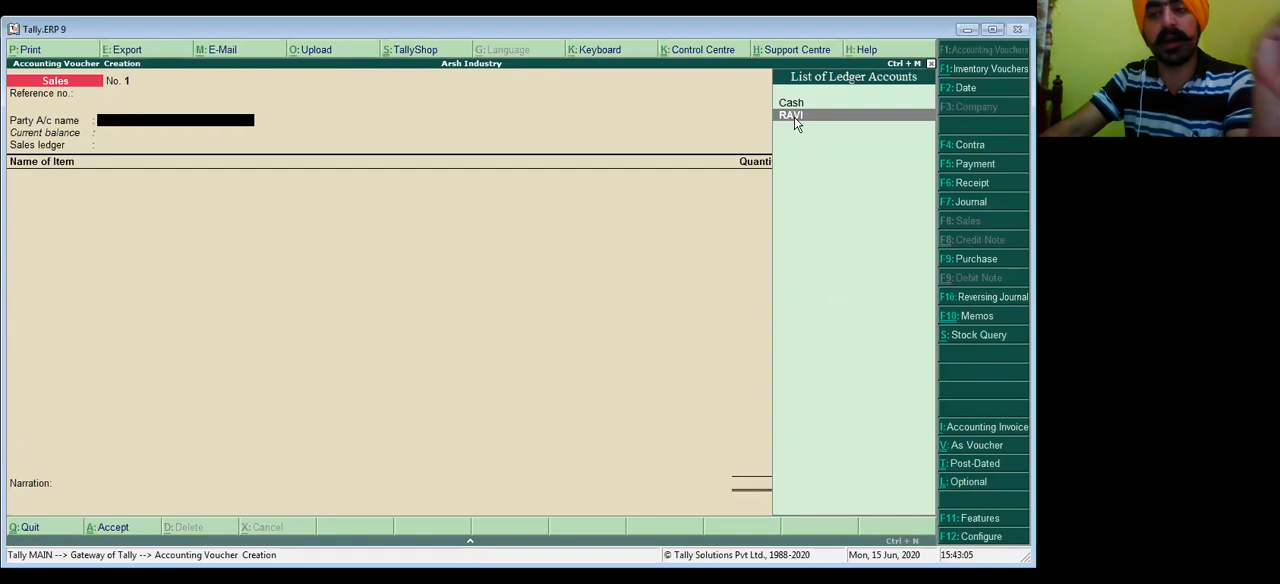 Tally.ERP 9
P: Print
E: Export
M: E-Mail
O: Upload
S: TallyShop
G: Language
K: Keyboard
K: Control Centre
H: Support Centre
H: Help
F1: Accounting Vouchers
Accounting Voucher Creation
Arsh Industry
Ctrl + M
x
Sales No. 1
Reference no.:
Party A/c name :
Current balance :
Sales ledger :
Name of Item
Quanti
List of Ledger Accounts
Cash
RAVI
F1: Inventory Vouchers
F2: Date
F3: Company
F4: Contra
F5: Payment
F6: Receipt
F7: Journal
F8: Sales
F8: Credit Note
F9: Purchase
F9: Debit Note
F10: Reversing Journal
F10: Memos
S: Stock Query
I: Accounting Invoice
V: As Voucher
T: Post-Dated
L: Optional
F11: Features
F12: Configure
Narration:
Q: Quit
A: Accept
D: Delete
X: Cancel
Ctrl + N
Tally MAIN --> Gateway of Tally --> Accounting Voucher Creation
© Tally Solutions Pvt Ltd., 1988-2020
Mon, 15 Jun, 2020
15:43:05